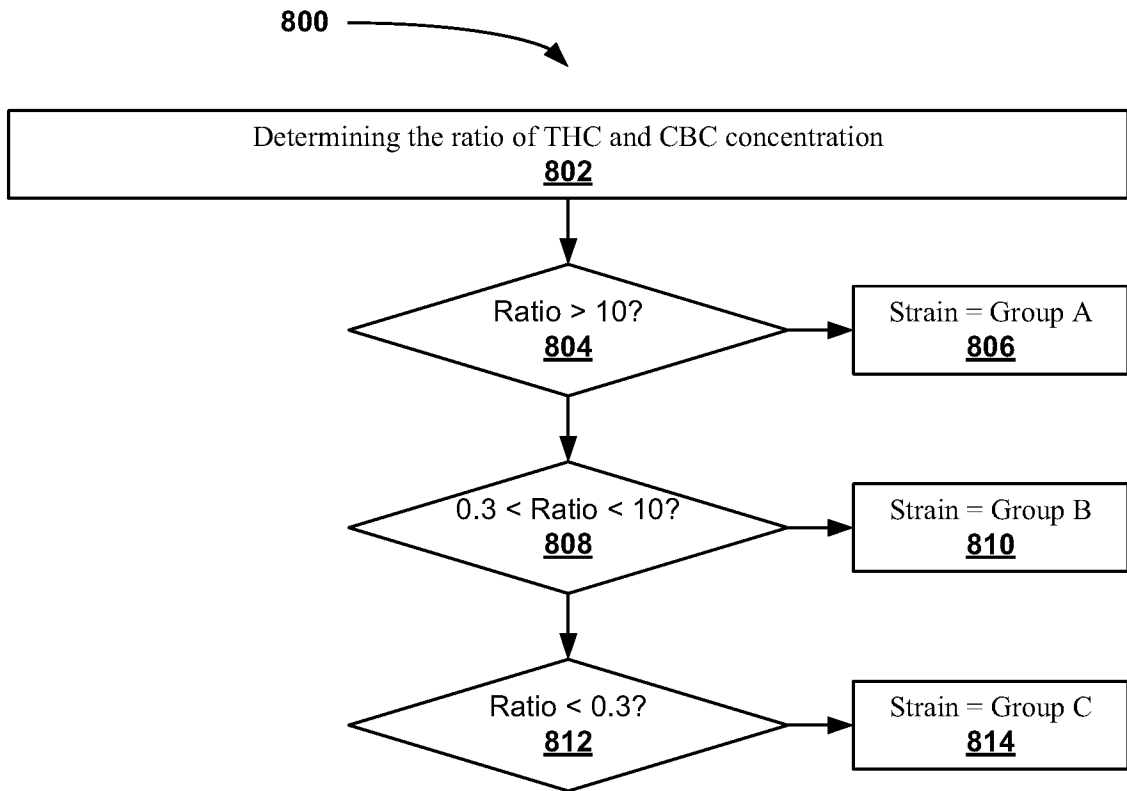 800
Determining the ratio of THC and CBC concentration
802
Ratio > 10?
804
Strain = Group A
806
0.3 < Ratio < 10?
808
Strain = Group B
810
Ratio < 0.3?
812
Strain = Group C
814